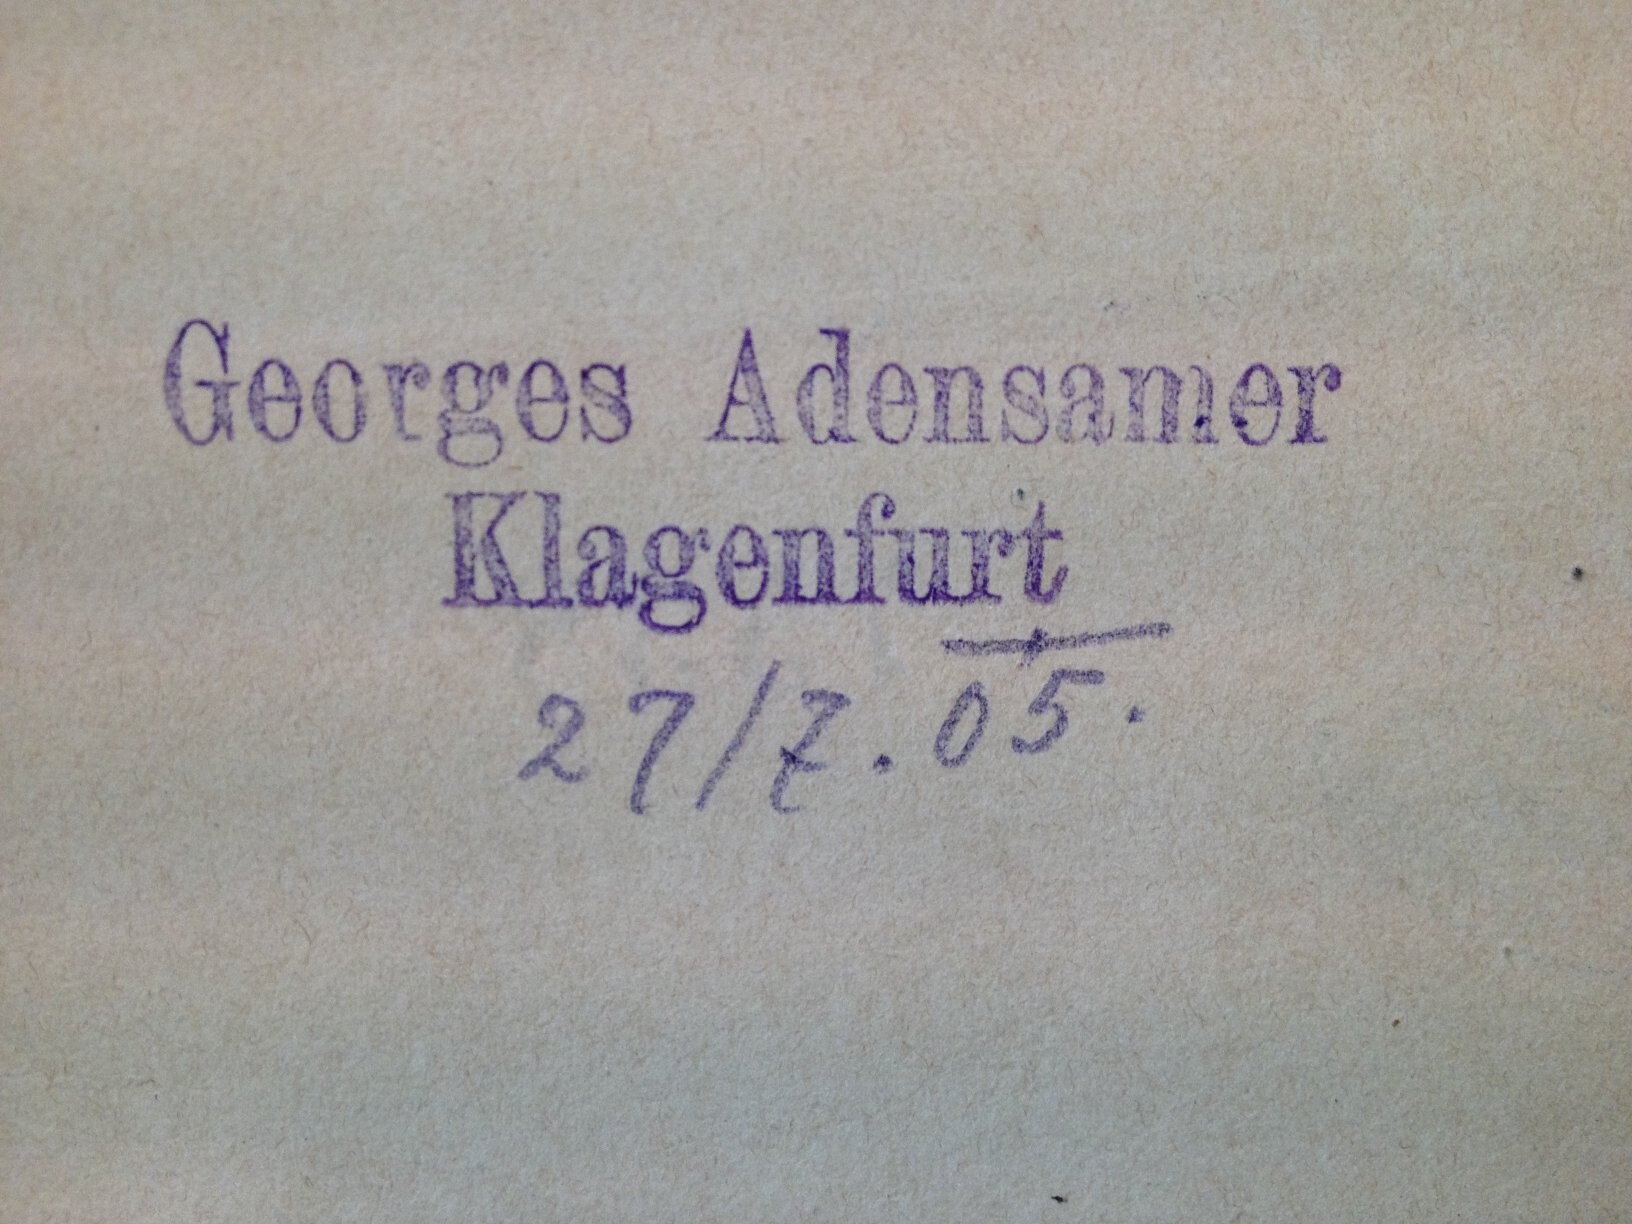 Georges Adensamer
Klagenfurt
27/7.05.